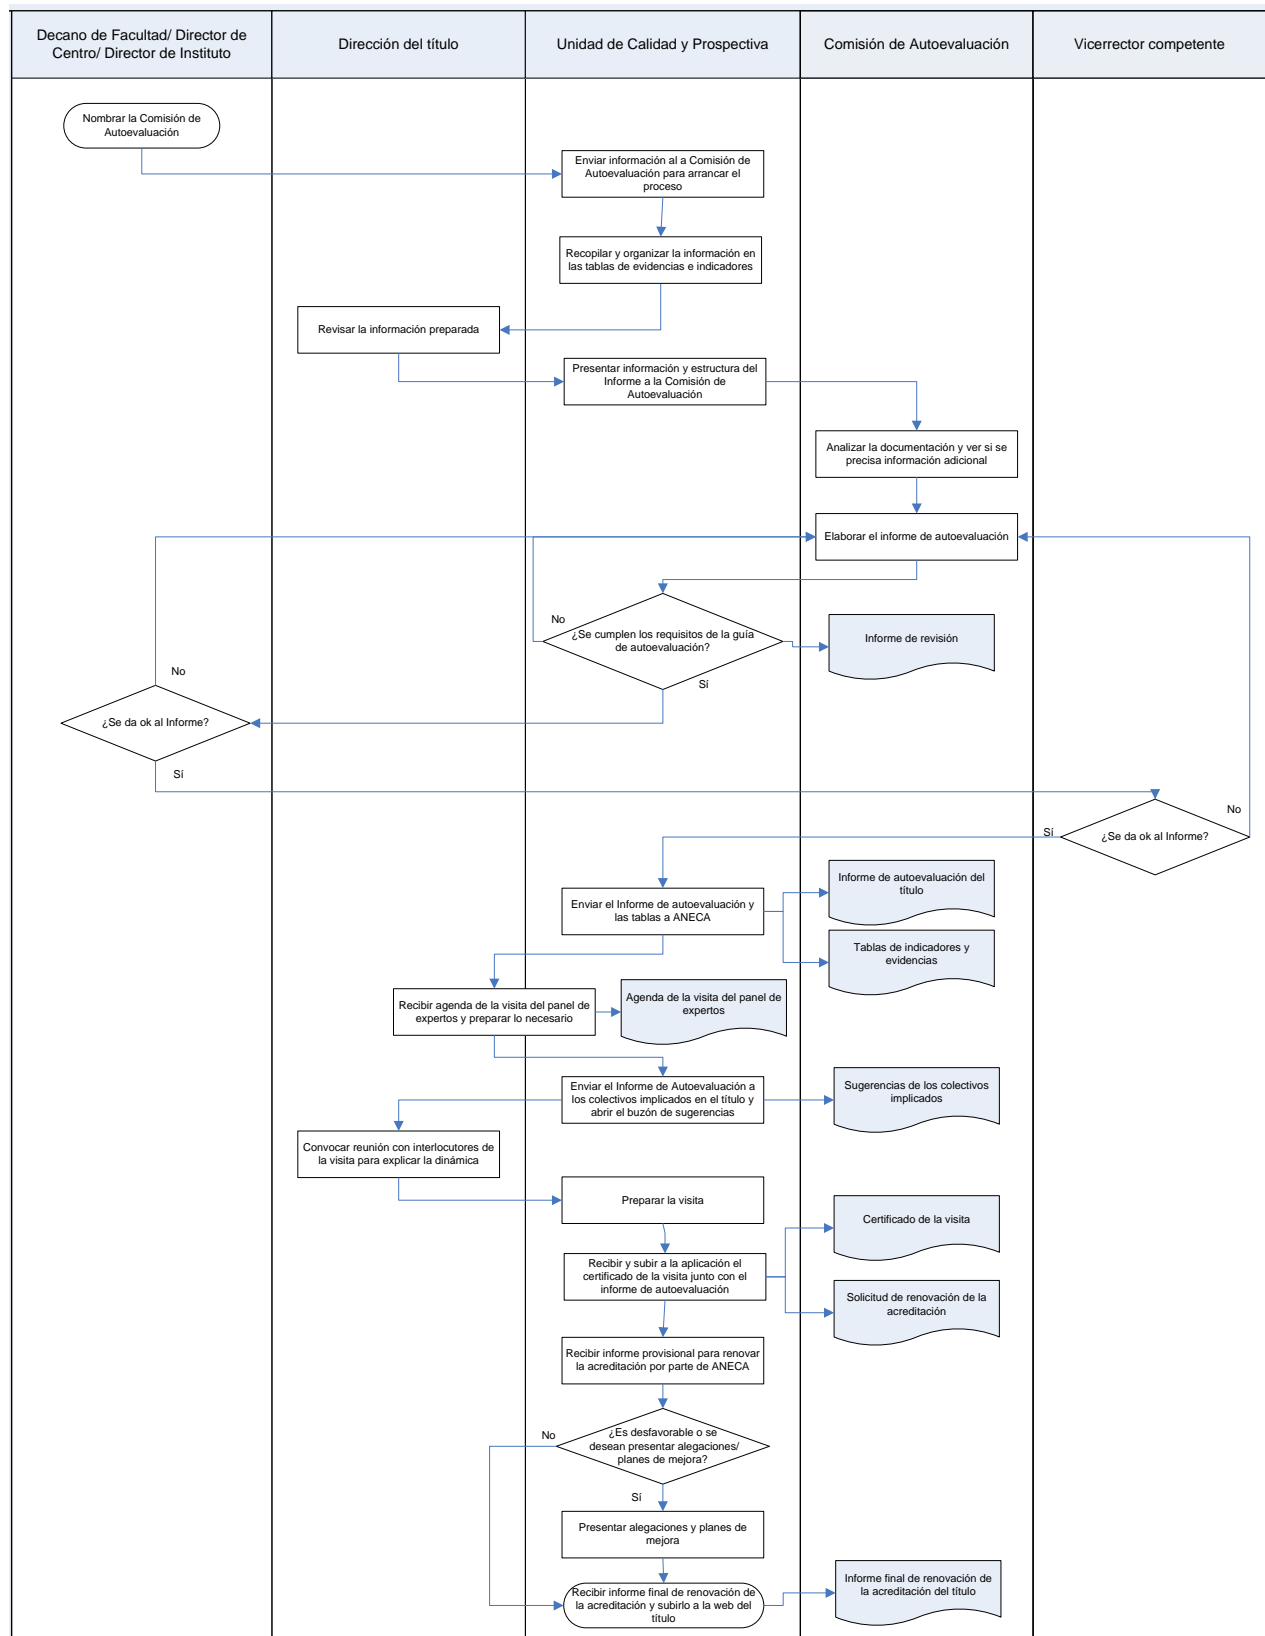 Decano de Facultad/ Director de
Centro/ Director de Instituto
Dirección del título
Unidad de Calidad y Prospectiva
Comisión de Autoevaluación
Vicerrector competente
Nombrar la Comisión de
Autoevaluación
Enviar información al a Comisión de
Autoevaluación para arrancar el
proceso
Recopilar y organizar la información en
las tablas de evidencias e indicadores
Revisar la información preparada
Presentar información y estructura del
Informe a la Comisión de
Autoevaluación
Analizar la documentación y ver si se
precisa información adicional
Elaborar el informe de autoevaluación
No
¿Se cumplen los requisitos de la guía
de autoevaluación?
Sí
Informe de revisión
No
¿Se da ok al Informe?
Sí
No
Sí
¿Se da ok al Informe?
Enviar el Informe de autoevaluación y
las tablas a ANECA
Informe de autoevaluación del
título
Tablas de indicadores y
evidencias
Recibir agenda de la visita del panel de
expertos y preparar lo necesario
Agenda de la visita del panel de
expertos
Enviar el Informe de Autoevaluación a
los colectivos implicados en el título y
abrir el buzón de sugerencias
Sugerencias de los colectivos
implicados
Convocar reunión con interlocutores de
la visita para explicar la dinámica
Preparar la visita
Certificado de la visita
Recibir y subir a la aplicación el
certificado de la visita junto con el
informe de autoevaluación
Solicitud de renovación de la
acreditación
Recibir informe provisional para renovar
la acreditación por parte de ANECA
No
¿Es desfavorable o se
desean presentar alegaciones/
planes de mejora?
Sí
Presentar alegaciones y planes de
mejora
Recibir informe final de renovación de
la acreditación y subirlo a la web del
título
Informe final de renovación de
la acreditación del título